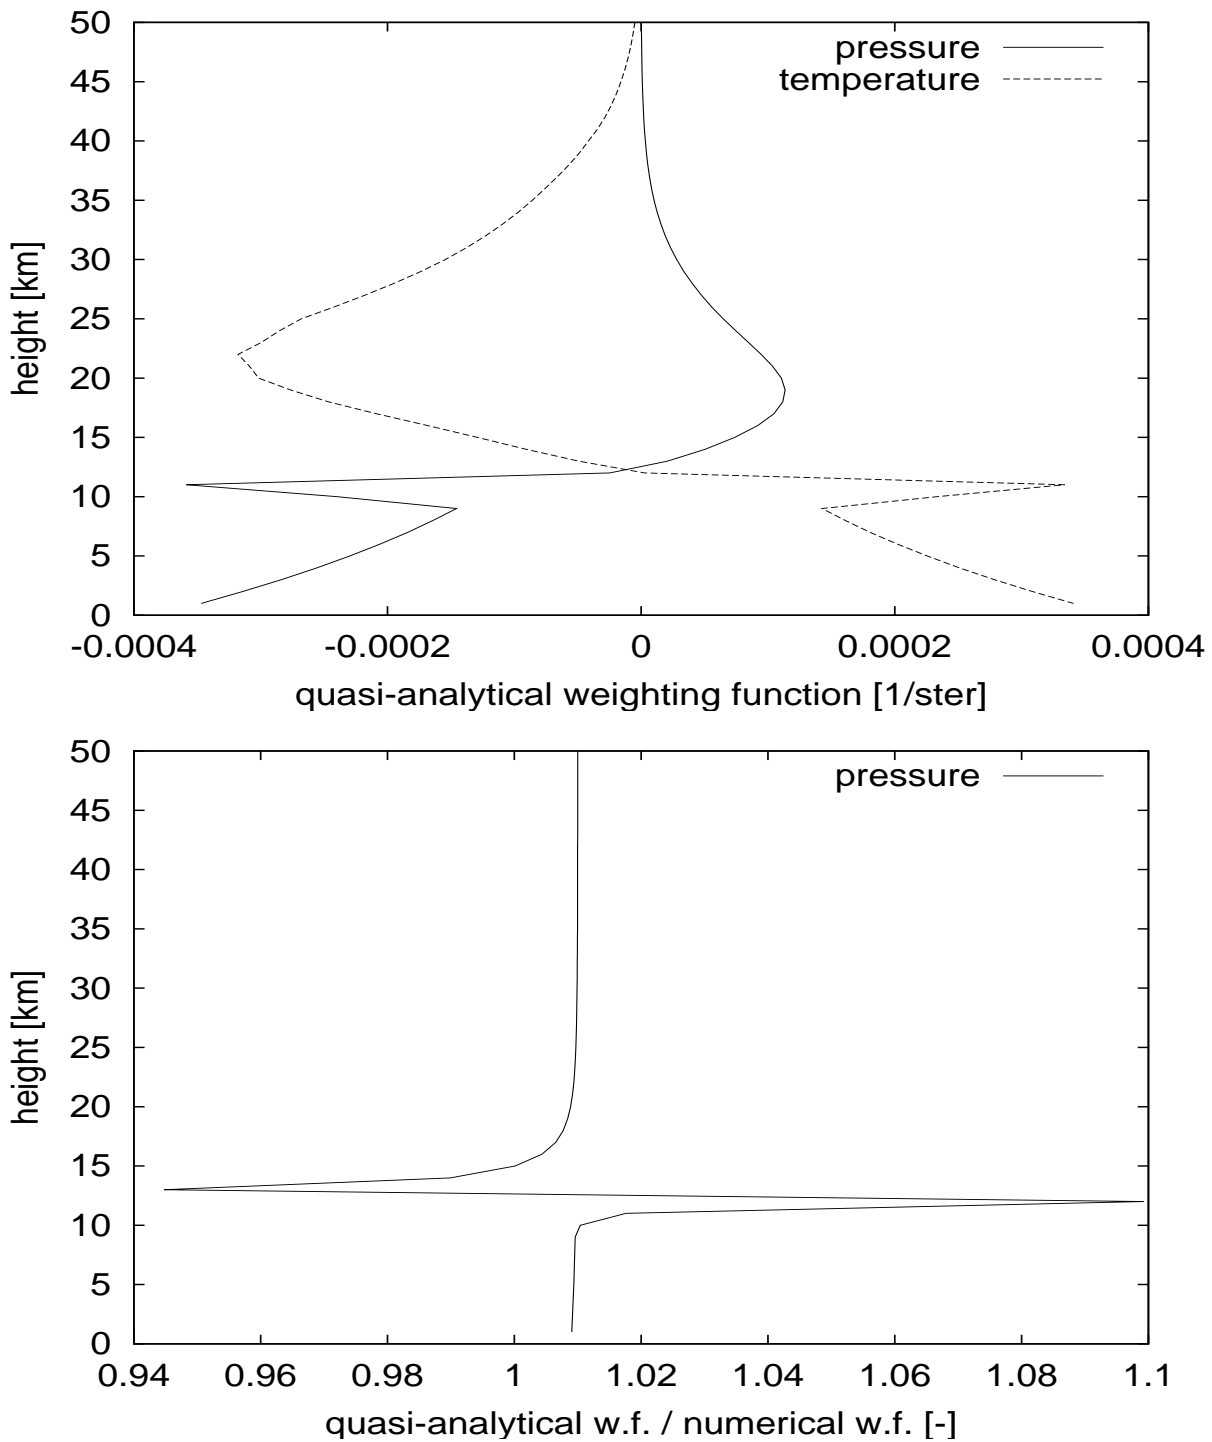 50
45
40
35
30
25
20
15
10
5
0
height [km]
pressure
temperature
-0.0004 -0.0002 0 0.0002 0.0004
quasi-analytical weighting function [1/ster]
50
45
40
35
30
25
20
15
10
5
0
height [km]
pressure
0.94 0.96 0.98 1 1.02 1.04 1.06 1.08 1.1
quasi-analytical w.f. / numerical w.f. [-]